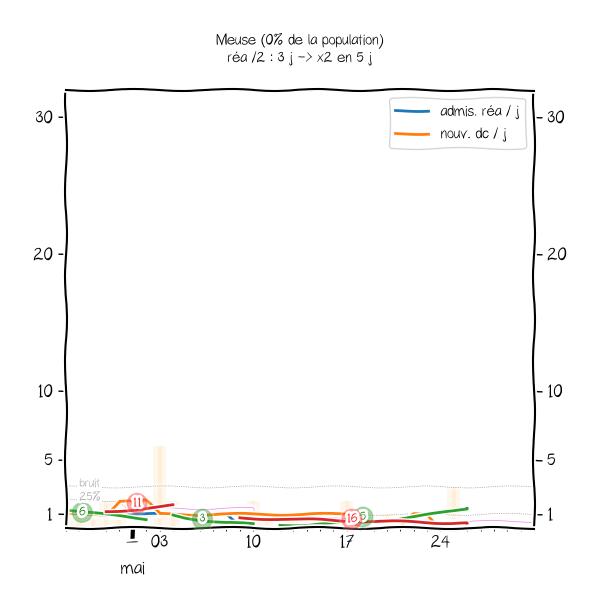 Meuse (0% de la population)
réa /2 : 3 j -> x2 en 5 j
admis. réa / j
nouv. dc / j
30 30
20 20
10 10
5 5
bruit
25%
1 1
6
11
3
16
5
1 03 10 17 24
mai